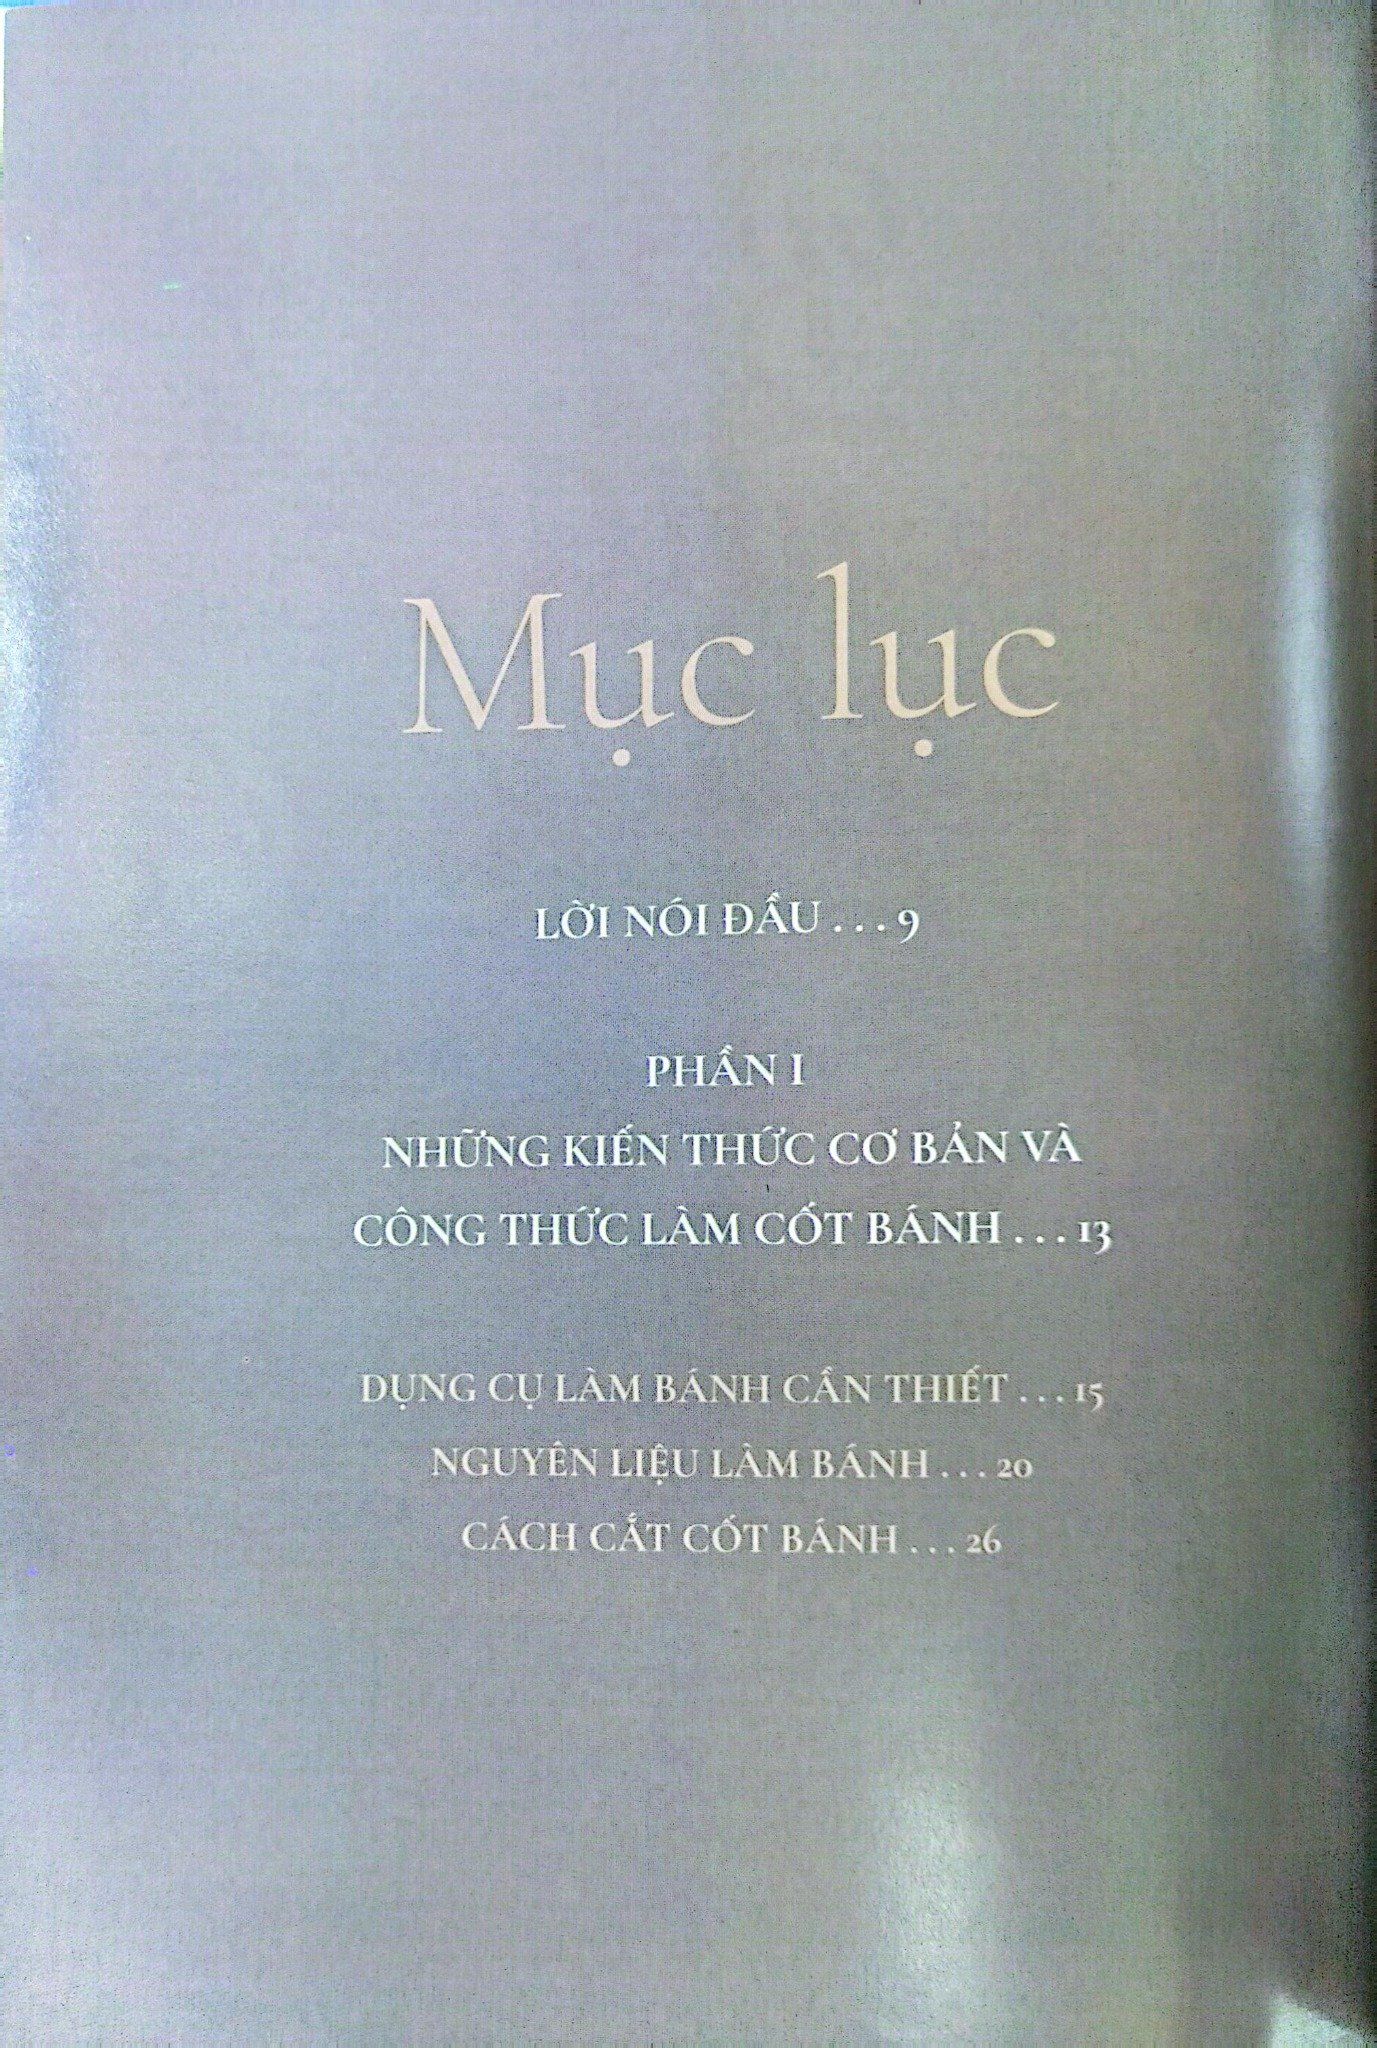 Mục lục
LỜI NÓI ĐẦU . . . 9
PHẦN I
NHỮNG KIẾN THỨC CƠ BẢN VÀ
CÔNG THỨC LÀM CỐT BÁNH . . . 13
DỤNG CỤ LÀM BÁNH CẦN THIẾT . . . 15
NGUYÊN LIỆU LÀM BÁNH . . . 20
CÁCH CẮT CỐT BÁNH . . . 26